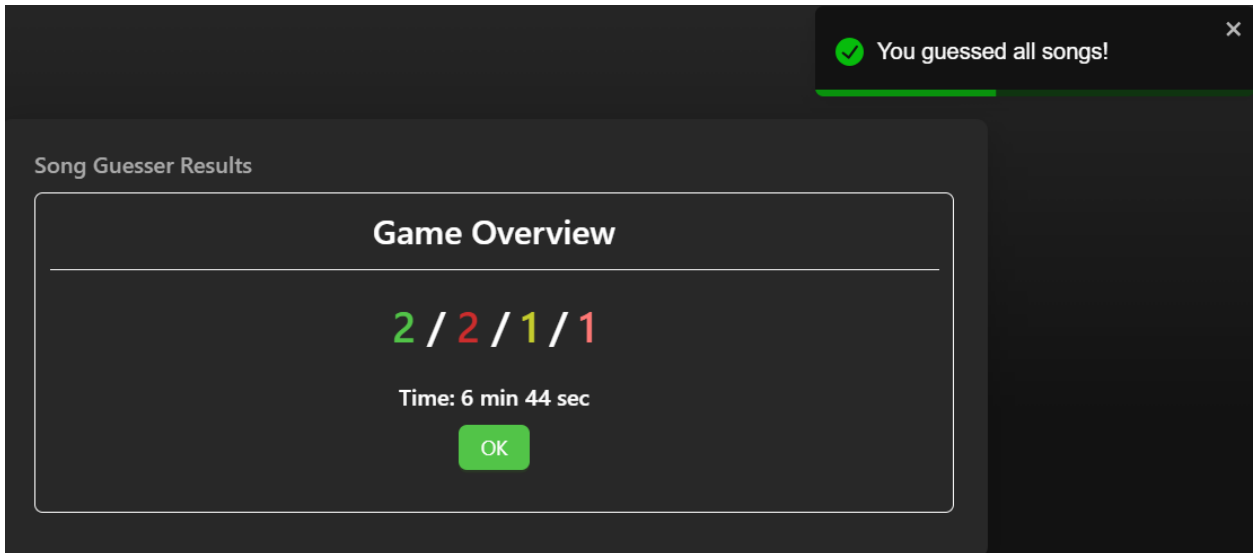 You guessed all songs!
Song Guesser Results
Game Overview
2 / 2 / 1 / 1
Time: 6 min 44 sec
OK